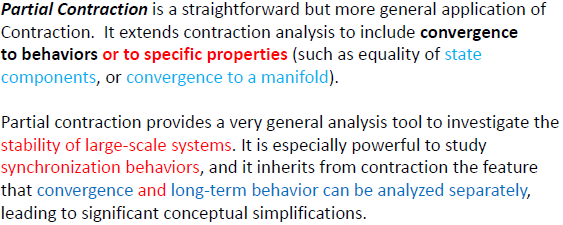 Partial Contraction is a straightforward but more general application of
Contraction. It extends contraction analysis to include convergence
to behaviors or to specific properties (such as equality of state
components, or convergence to a manifold).
Partial contraction provides a very general analysis tool to investigate the
stability of large-scale systems. It is especially powerful to study
synchronization behaviors, and it inherits from contraction the feature
that convergence and long-term behavior can be analyzed separately,
leading to significant conceptual simplifications.